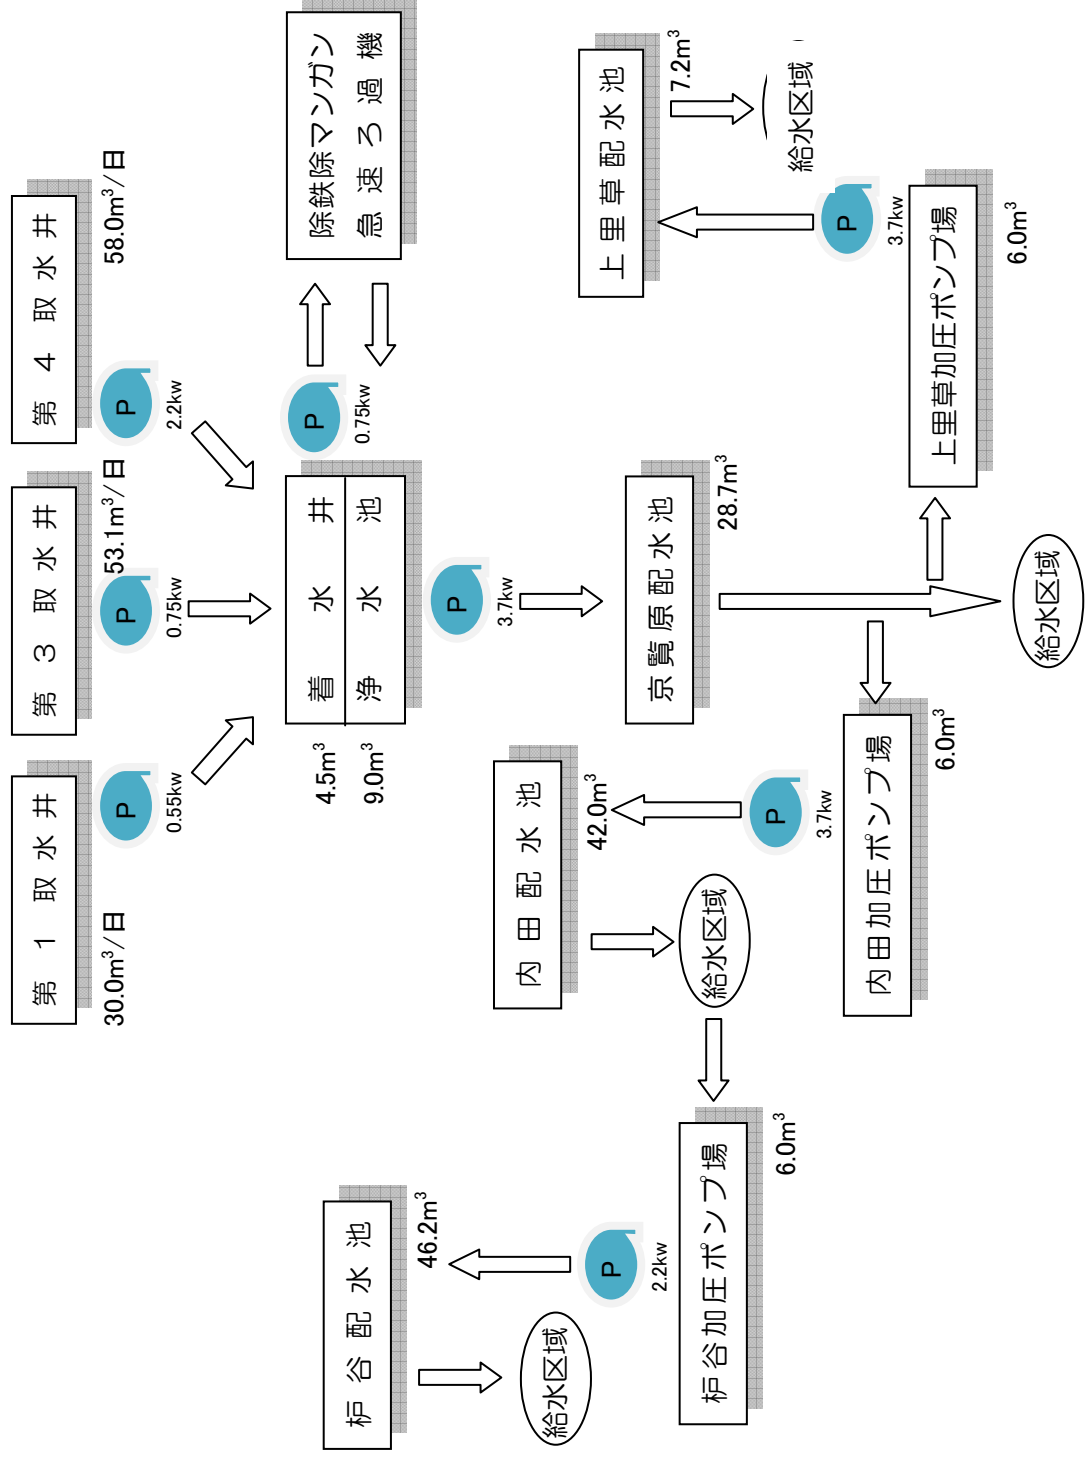 第１取水井
30.0m³/日
P
0.55kw
第３取水井
53.1m³/日
P
0.75kw
第４取水井
58.0m³/日
P
2.2kw
着水井
浄水池
4.5m³
9.0m³
P
0.75kw
除鉄除マンガン
急速ろ過機
P
3.7kw
京覧原配水池
28.7m³
給水区域
上里草加圧ポンプ場
6.0m³
P
3.7kw
上里草配水池
7.2m³
給水区域
内田加圧ポンプ場
6.0m³
P
3.7kw
内田配水池
42.0m³
給水区域
枦谷加圧ポンプ場
6.0m³
P
2.2kw
枦谷配水池
46.2m³
給水区域